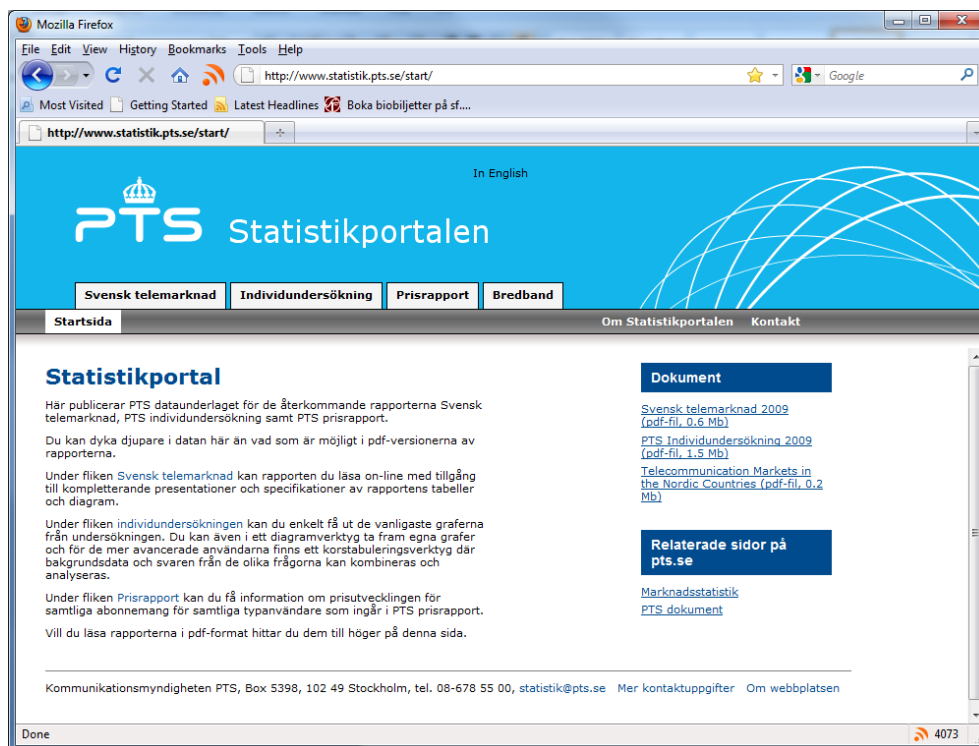 Mozilla Firefox
File Edit View History Bookmarks Tools Help
http://www.statistik.pts.se/start/
Google
Most Visited Getting Started Latest Headlines Boka biobiljetter på sf....
http://www.statistik.pts.se/start/
In English
PTS Statistikportalen
Svensk telemarknad Individundersökning Prisrapport Bredband
Startsida Om Statistikportalen Kontakt
Statistikportal
Här publicerar PTS dataunderlaget för de återkommande rapporterna Svensk
telemarknad, PTS individundersökning samt PTS prisrapport.
Du kan dyka djupare i datan här än vad som är möjligt i pdf-versionerna av
rapporterna.
Under fliken Svensk telemarknad kan rapporten du läsa on-line med tillgång
till kompletterande presentationer och specifikationer av rapportens tabeller
och diagram.
Under fliken individundersökningen kan du enkelt få ut de vanligaste graferna
från undersökningen. Du kan även i ett diagramverktyg ta fram egna grafer
och för de mer avancerade användarna finns ett korstabuleringsverktyg där
bakgrundsdata och svaren från de olika frågorna kan kombineras och
analyseras.
Under fliken Prisrapport kan du få information om prisutvecklingen för
samtliga abonnemang för samtliga typanvändare som ingår i PTS prisrapport.
Vill du läsa rapporterna i pdf-format hittar du dem till höger på denna sida.
Dokument
Svensk telemarknad 2009
(pdf-fil, 0.6 Mb)
PTS Individundersökning 2009
(pdf-fil, 1.5 Mb)
Telecommunication Markets in
the Nordic Countries (pdf-fil, 0.2
Mb)
Relaterade sidor på
pts.se
Marknadsstatistik
PTS dokument
Kommunikationsmyndigheten PTS, Box 5398, 102 49 Stockholm, tel. 08-678 55 00, statistik@pts.se Mer kontaktuppgifter Om webbplatsen
Done 4073